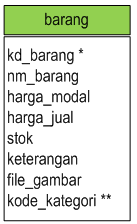 barang
kd_barang *
nm_barang
harga_modal
harga_jual
stok
keterangan
file_gambar
kode_kategori **